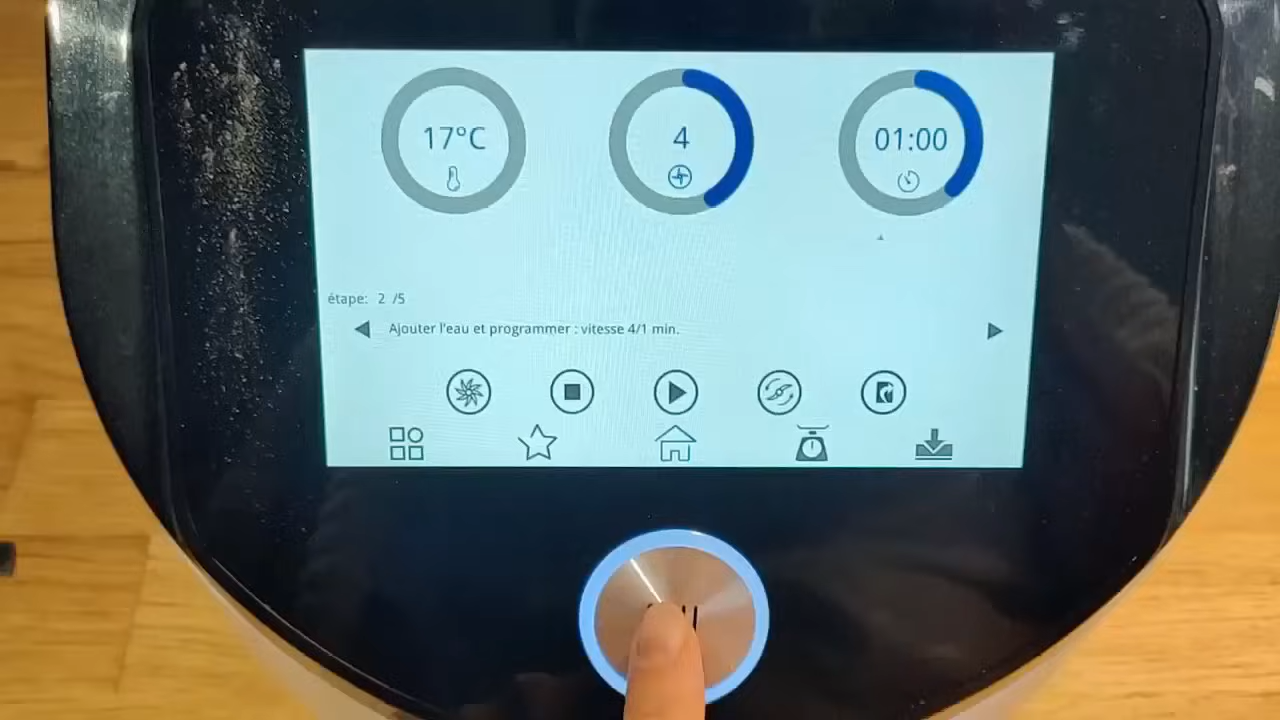 17°C
4
01:00
étape: 2 /5
Ajouter l'eau et programmer : vitesse 4/1 min.